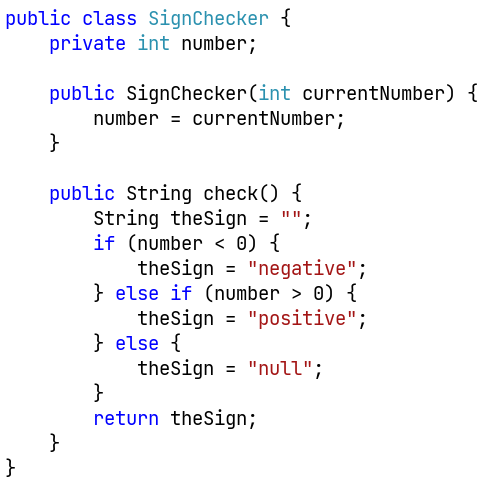 public class SignChecker {
    private int number;

    public SignChecker(int currentNumber) {
        number = currentNumber;
    }

    public String check() {
        String theSign = "";
        if (number < 0) {
            theSign = "negative";
        } else if (number > 0) {
            theSign = "positive";
        } else {
            theSign = "null";
        }
        return theSign;
    }
}